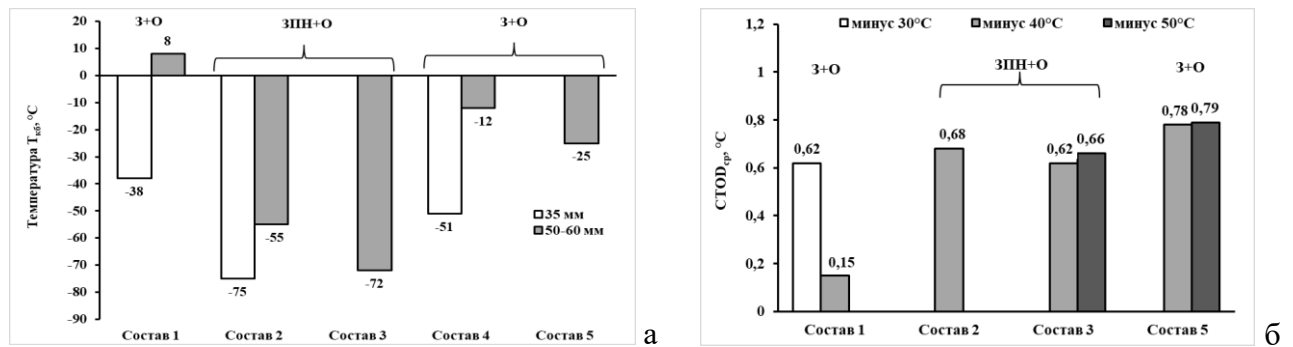 20
10
0
-10
-20
-30
-40
-50
-60
-70
-80
-90
Температура Tкб, °С
З+О
ЗПН+О
З+О
8
-38
-75
-55
-72
-51
-12
-25
35 мм
50-60 мм
Состав 1
Состав 2
Состав 3
Состав 4
Состав 5
а
1,2
1
0,8
0,6
0,4
0,2
0
CTODср, °С
минус 30°С
минус 40°С
минус 50°С
З+О
ЗПН+О
З+О
0,62
0,15
0,68
0,62
0,66
0,78
0,79
Состав 1
Состав 2
Состав 3
Состав 5
б